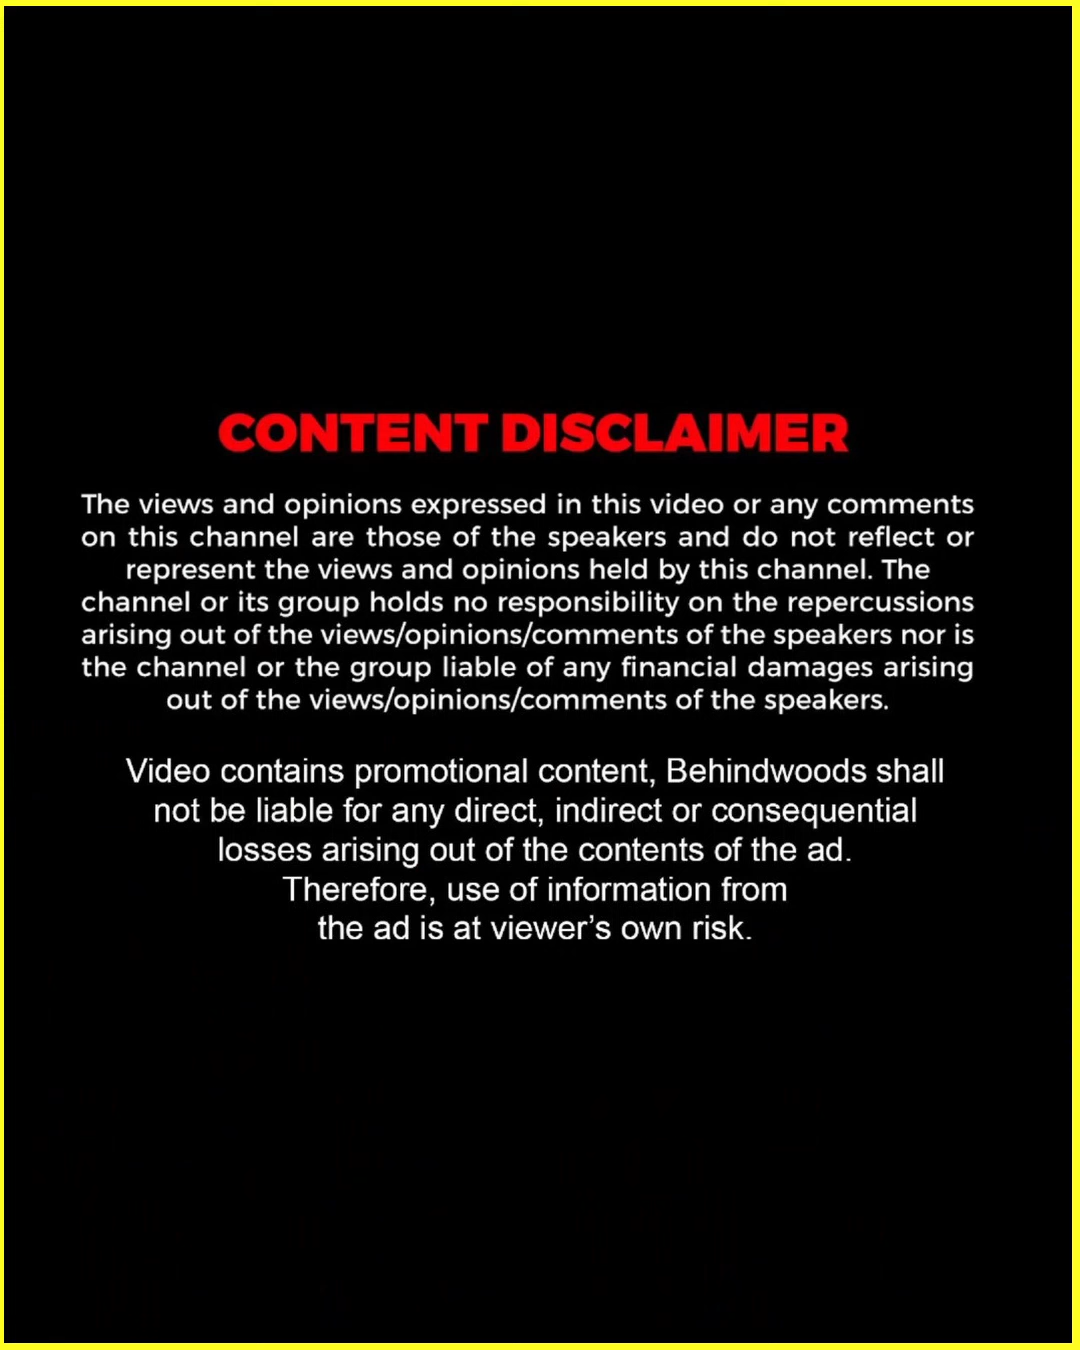 CONTENT DISCLAIMER
The views and opinions expressed in this video or any comments
on this channel are those of the speakers and do not reflect or
represent the views and opinions held by this channel. The
channel or its group holds no responsibility on the repercussions
arising out of the views/opinions/comments of the speakers nor is
the channel or the group liable of any financial damages arising
out of the views/opinions/comments of the speakers.
Video contains promotional content, Behindwoods shall
not be liable for any direct, indirect or consequential
losses arising out of the contents of the ad.
Therefore, use of information from
the ad is at viewer’s own risk.